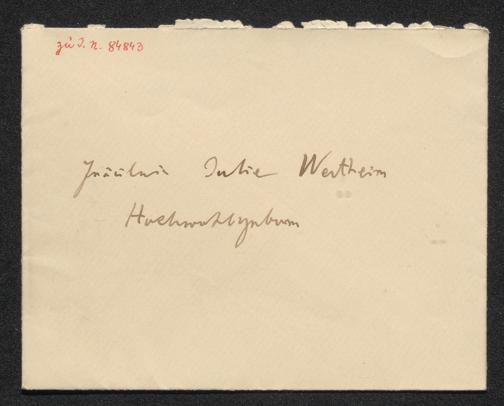 zu I. N. 84843
Fräulein Julie Wertheim
Hochwohlgeboren